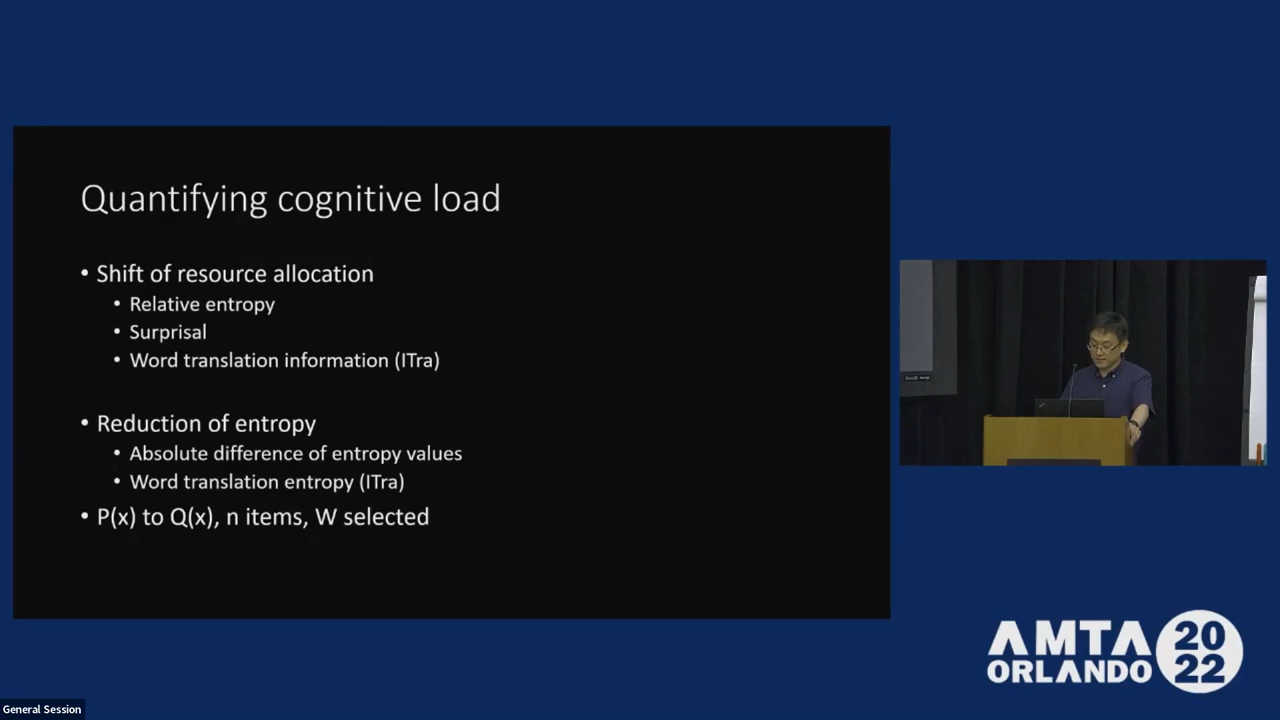 Quantifying cognitive load
• Shift of resource allocation
• Relative entropy
• Surprisal
• Word translation information (ITra)
• Reduction of entropy
• Absolute difference of entropy values
• Word translation entropy (ITra)
• P(x) to Q(x), n items, W selected
AMTA
ORLANDO
20
22
General Session